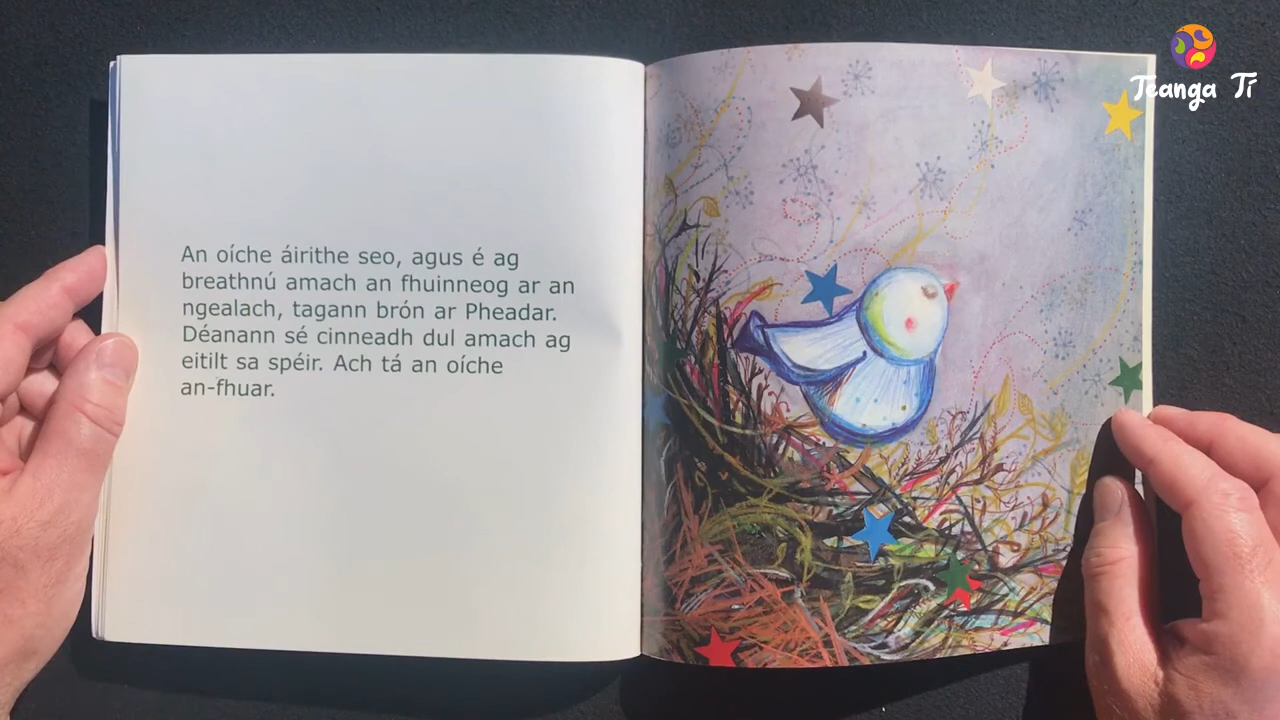 An oíche áirithe seo, agus é ag
breathnú amach an fhuinneog ar an
ngealach, tagann brón ar Pheadar.
Déanann sé cinneadh dul amach ag
eitilt sa spéir. Ach tá an oíche
an-fhuar.
Teanga Tí